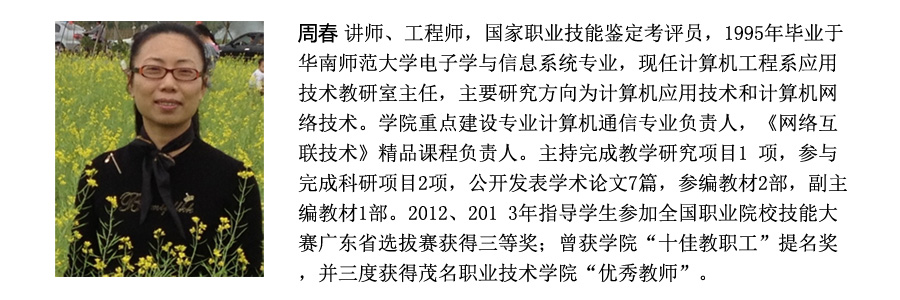 周春 讲师、工程师，国家职业技能鉴定考评员，1995年毕业于
华南师范大学电子学与信息系统专业，现任计算机工程系应用
技术教研室主任，主要研究方向为计算机应用技术和计算机网
络技术。学院重点建设专业计算机通信专业负责人，《网络互
联技术》精品课程负责人。主持完成教学研究项目1 项，参与
完成科研项目2项，公开发表学术论文7篇，参编教材2部，副主
编教材1部。2012、201 3年指导学生参加全国职业院校技能大
赛广东省选拔赛获得三等奖；曾获学院“十佳教职工”提名奖
，并三度获得茂名职业技术学院“优秀教师”。